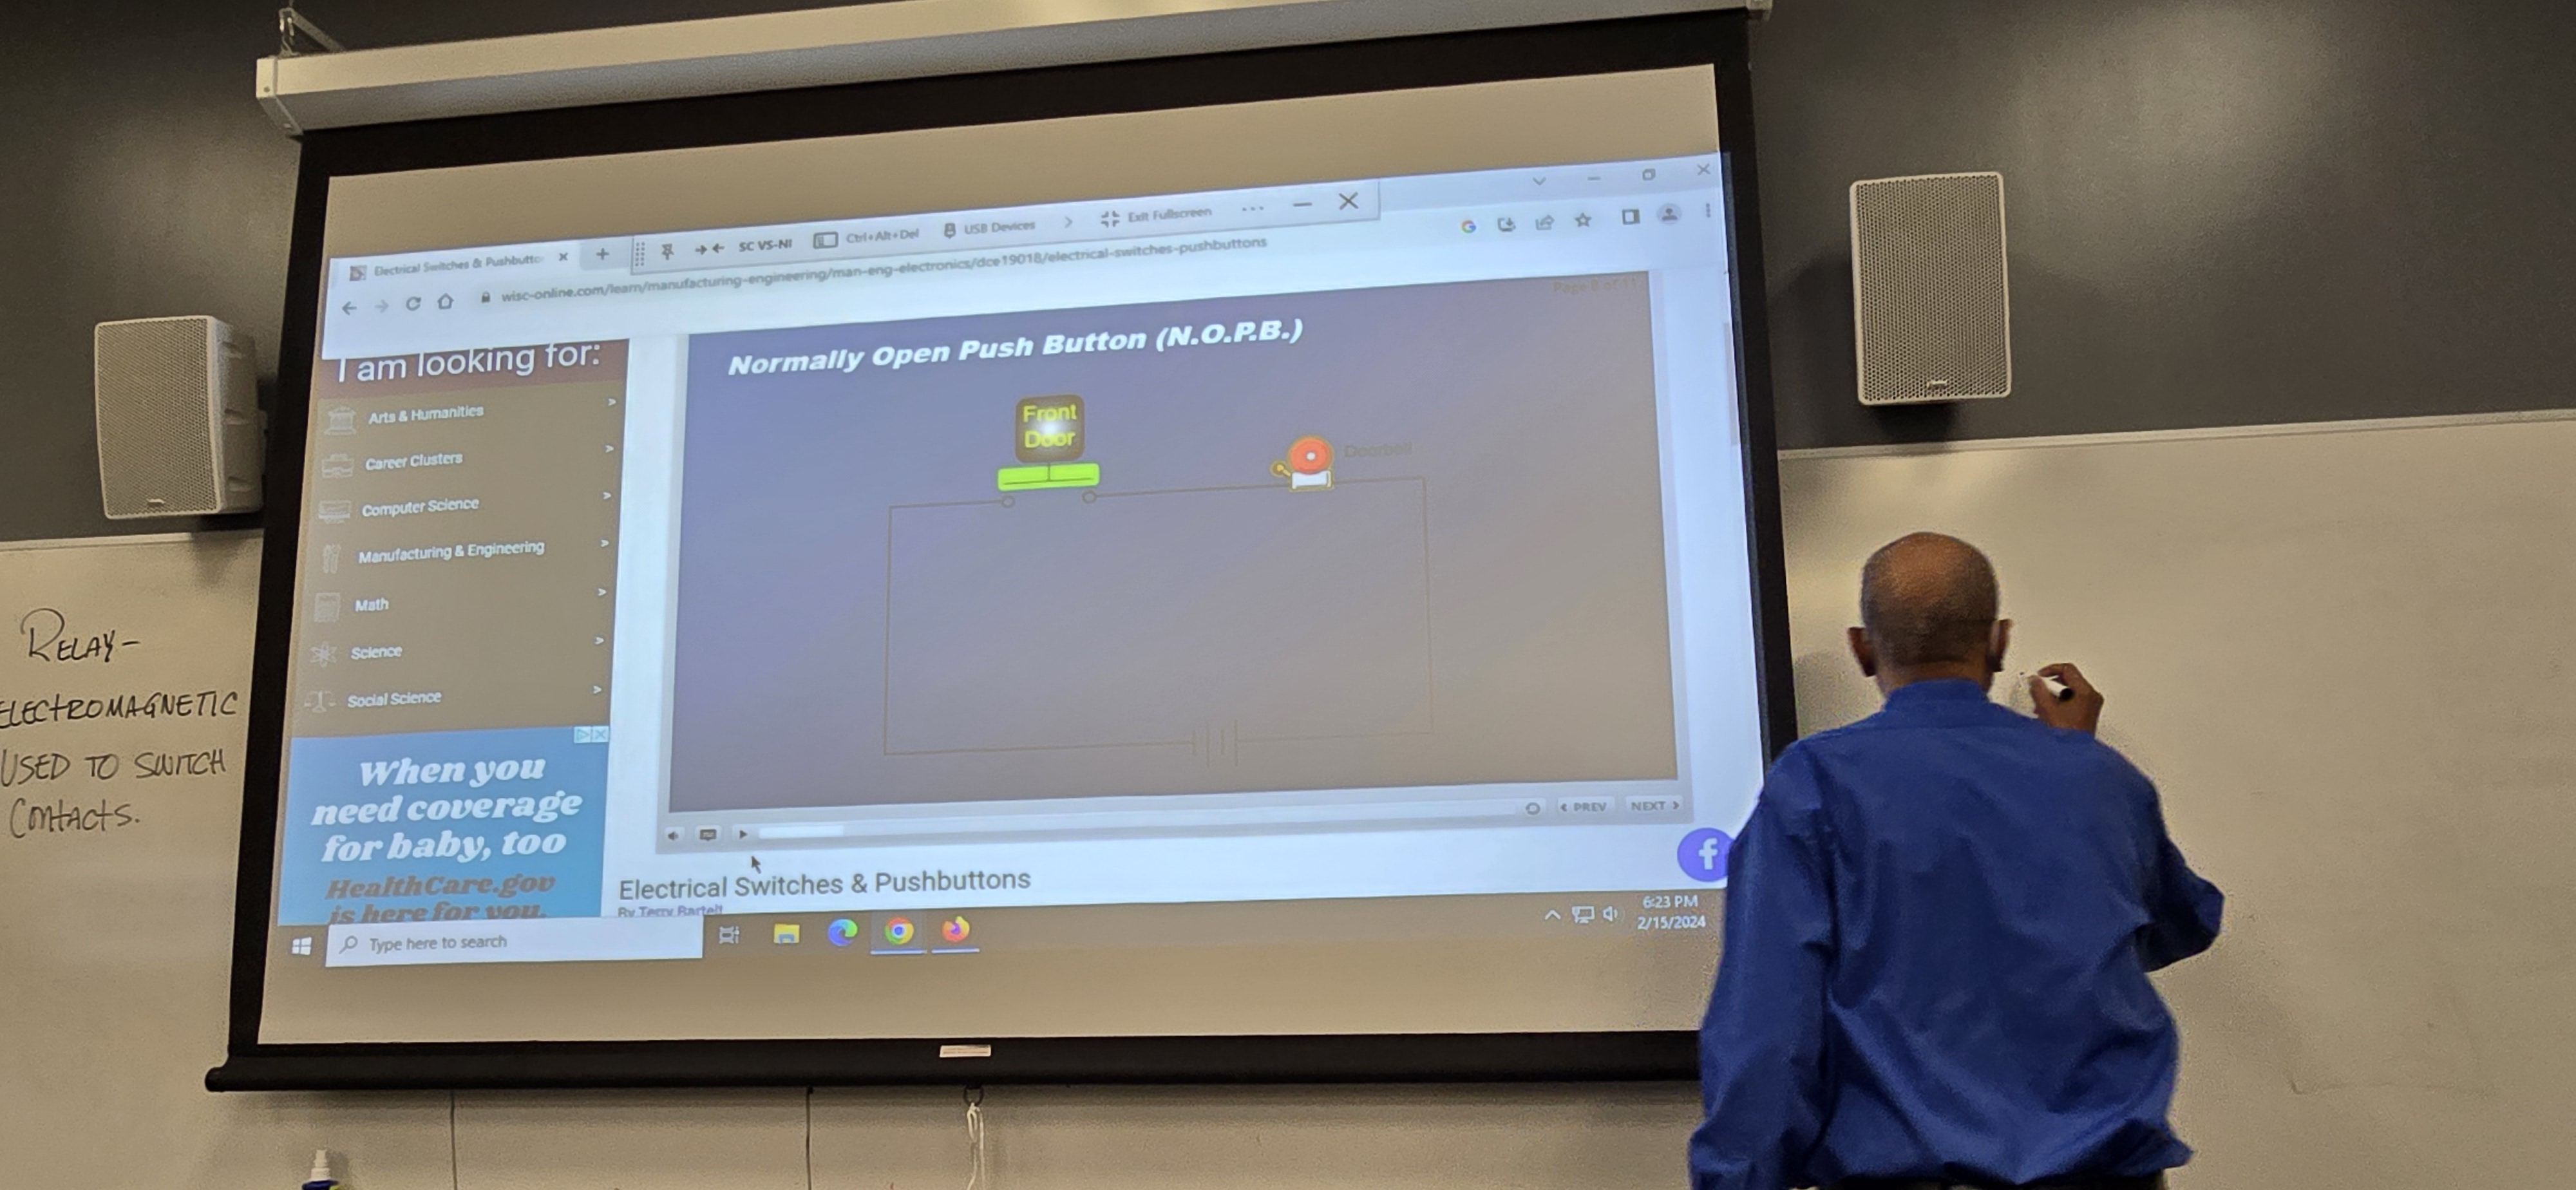 Electrical Switches & Pushbutto
SC VS-NI
Ctrl+Alt+Del
USB Devices
Exit Fullscreen
wisc-online.com/learn/manufacturing-engineering/man-eng-electronics/dce19018/electrical-switches-pushbuttons
I am looking for:
Arts & Humanities
Career Clusters
Computer Science
Manufacturing & Engineering
Math
Science
Social Science
When you
need coverage
for baby, too
HealthCare.gov
is here for you.
Page 8 of 11
Normally Open Push Button (N.O.P.B.)
Front
Door
Doorbell
PREV
NEXT
Electrical Switches & Pushbuttons
By Terry Bartelt
Type here to search
6:23 PM
2/15/2024
RELAY-
ELECTROMAGNETIC
USED TO SWITCH
CONTACTS.